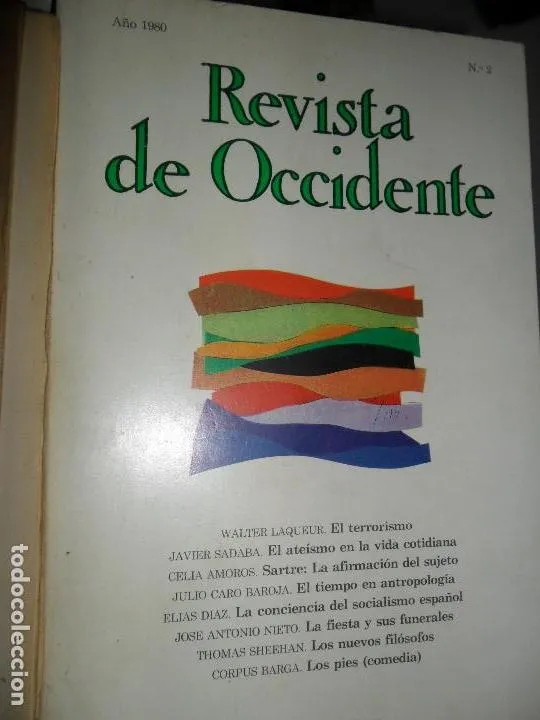 Año 1980
N.º 2
Revista
de Occidente
WALTER LAQUEUR. El terrorismo
JAVIER SADABA. El ateísmo en la vida cotidiana
CELIA AMOROS. Sartre: La afirmación del sujeto
JULIO CARO BAROJA. El tiempo en antropología
ELIAS DIAZ. La conciencia del socialismo español
JOSE ANTONIO NIETO. La fiesta y sus funerales
THOMAS SHEEHAN. Los nuevos filósofos
CORPUS BARGA. Los pies (comedia)
todocoleccion.net